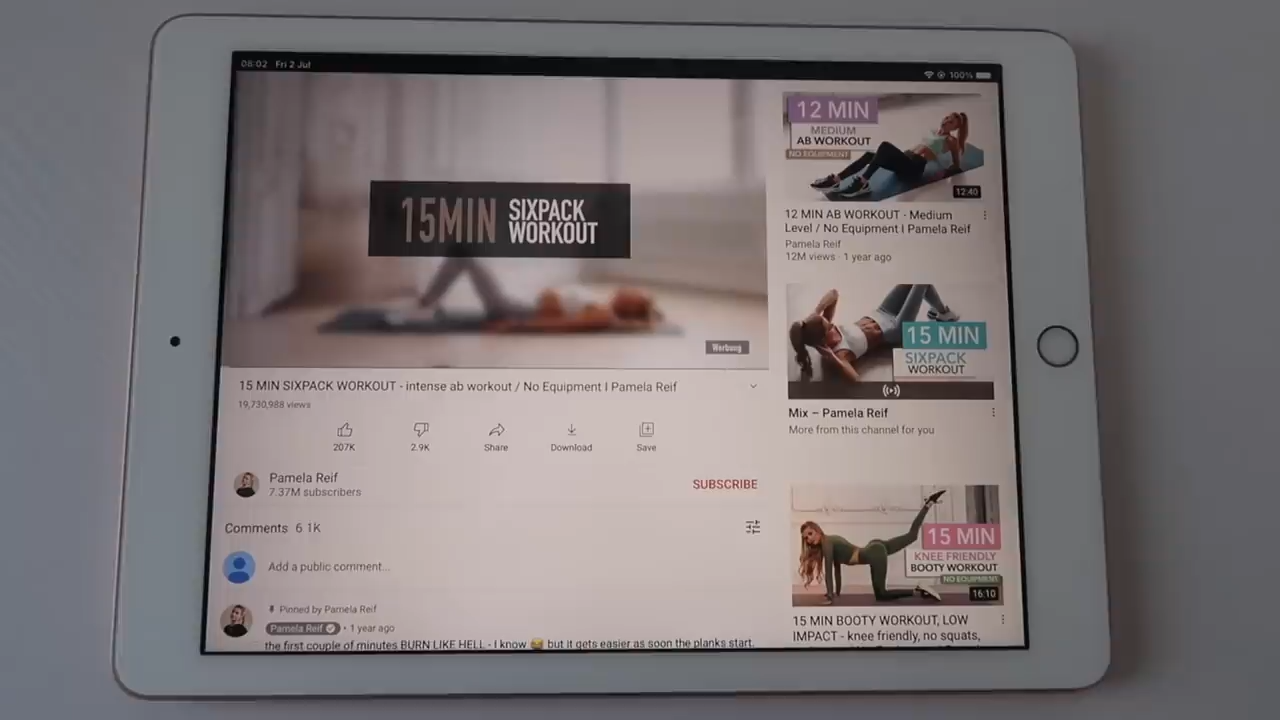 08:02 Fri 2 Jul
100%
15MIN SIXPACK
WORKOUT
Werbung
15 MIN SIXPACK WORKOUT - intense ab workout / No Equipment I Pamela Reif
19,730,988 views
207K
2.9K
Share
Download
Save
Pamela Reif
7.37M subscribers
SUBSCRIBE
Comments 6.1K
Add a public comment...
Pinned by Pamela Reif
Pamela Reif • 1 year ago
the first couple of minutes BURN LIKE HELL - I know 😂 but it gets easier as soon the planks start.
12 MIN
MEDIUM
AB WORKOUT
NO EQUIPMENT
12:40
12 MIN AB WORKOUT - Medium
Level / No Equipment I Pamela Reif
Pamela Reif
12M views · 1 year ago
15 MIN
SIXPACK
WORKOUT
Mix – Pamela Reif
More from this channel for you
15 MIN
KNEE FRIENDLY
BOOTY WORKOUT
NO EQUIPMENT
16:10
15 MIN BOOTY WORKOUT, LOW
IMPACT - knee friendly, no squats,